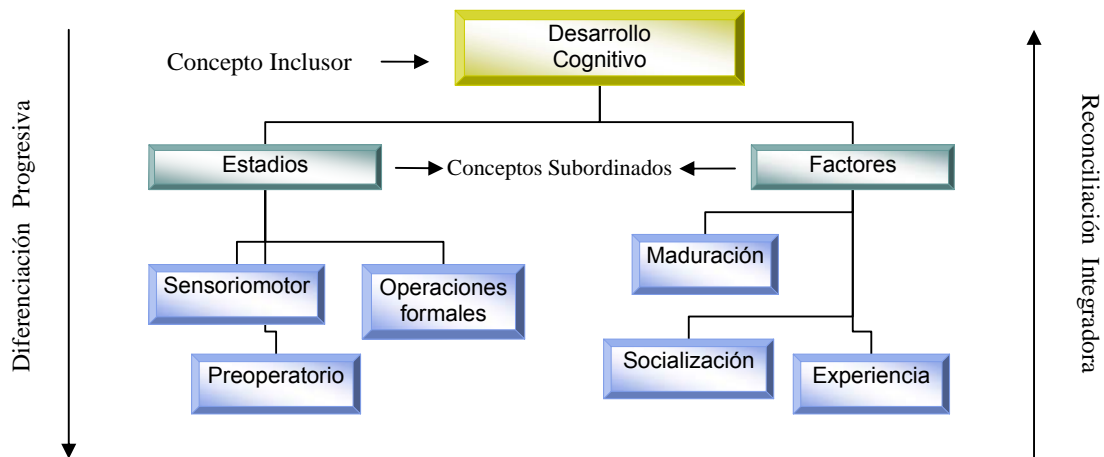 Desarrollo
Cognitivo
Concepto Inclusor
Diferenciación Progresiva
Reconciliación Integradora
Estadios
Conceptos Subordinados
Factores
Maduración
Sensoriomotor
Operaciones
formales
Preoperatorio
Socialización
Experiencia